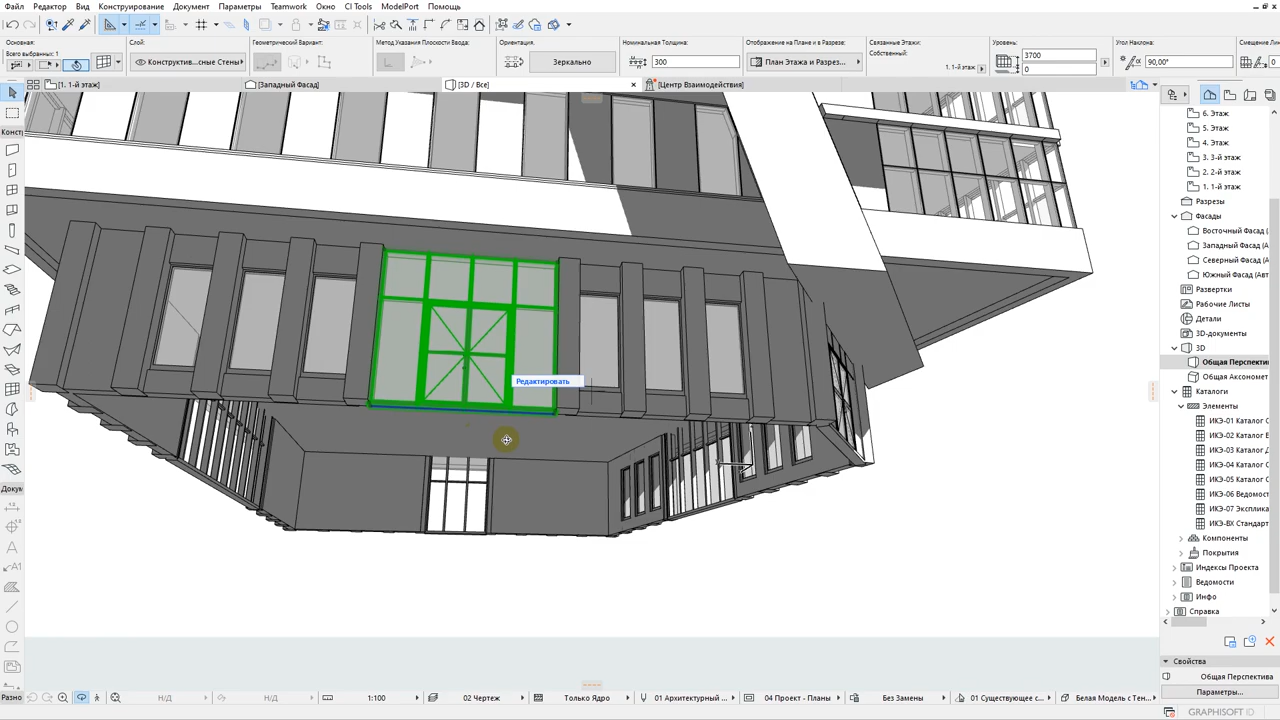 Файл Редактор Вид Конструирование Документ Параметры Teamwork Окно CI Tools ModelPort Помощь
Основная:
Всего выбранных: 1
Слой:
Конструктив...сные Стены
Геометрический Вариант:
Метод Указания Плоскости Ввода:
Ориентация:
Зеркально
Номинальная Толщина:
300
Отображение на Плане и в Разрезе:
План Этажа и Разрез...
Связанные Этажи:
Собственный:
1. 1-й этаж
Уровень:
3700
0
Угол Наклона:
90,00°
Смещение Лин
0
[1. 1-й этаж]
[Западный Фасад]
[3D / Все]
[Центр Взаимодействия]
Конст
Редактировать
Докум
Разно
6. Этаж
5. Этаж
4. Этаж
3. 3-й этаж
2. 2-й этаж
1. 1-й этаж
Разрезы
Фасады
Восточный Фасад (
Западный Фасад (А
Северный Фасад (А
Южный Фасад (Авт
Развертки
Рабочие Листы
Детали
3D-документы
3D
Общая Перспекти
Общая Аксономет
Каталоги
Элементы
ИКЭ-01 Каталог С
ИКЭ-02 Каталог Е
ИКЭ-03 Каталог Д
ИКЭ-04 Каталог С
ИКЭ-05 Каталог С
ИКЭ-06 Ведомост
ИКЭ-07 Эксплика
ИКЭ-ВХ Стандарт
Компоненты
Покрытия
Индексы Проекта
Ведомости
Инфо
Справка
Свойства
Общая Перспектива
Параметры...
Н/Д
Н/Д
1:100
02 Чертеж
Только Ядро
01 Архитектурный ...
04 Проект - Планы
Без Замены
01 Существующее с...
Белая Модель с Тен...
GRAPHISOFT ID